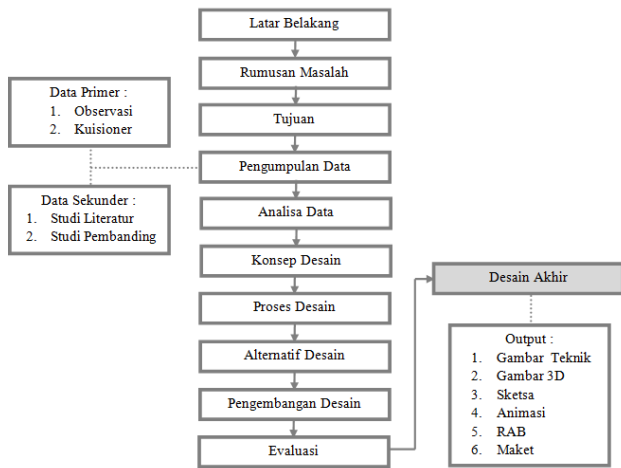 Latar Belakang
Rumusan Masalah
Tujuan
Pengumpulan Data
Data Primer :
1. Observasi
2. Kuisioner
Data Sekunder :
1. Studi Literatur
2. Studi Pembanding
Analisa Data
Konsep Desain
Proses Desain
Alternatif Desain
Pengembangan Desain
Evaluasi
Desain Akhir
Output :
1. Gambar Teknik
2. Gambar 3D
3. Sketsa
4. Animasi
5. RAB
6. Maket